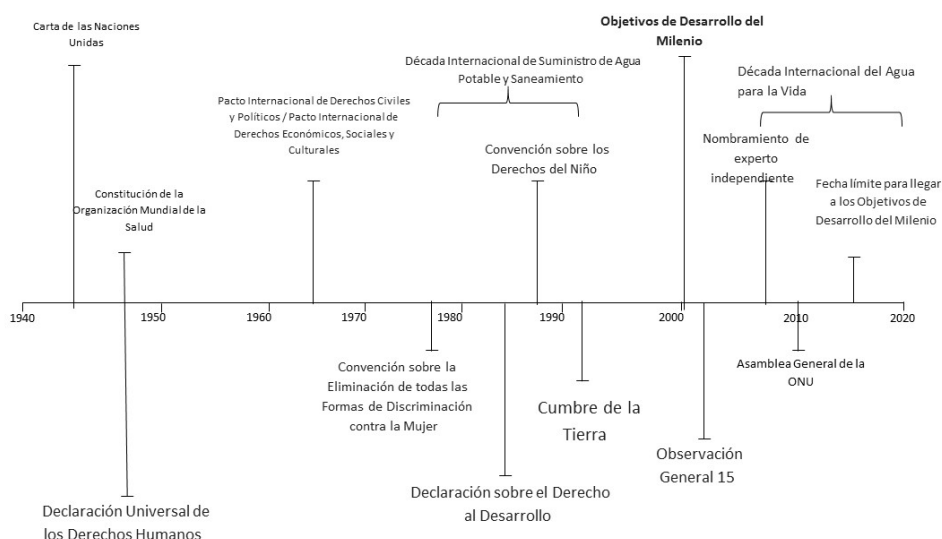 Carta de las Naciones
Unidas
Objetivos de Desarrollo del
Milenio
Década Internacional de Suministro de Agua
Potable y Saneamiento
Década Internacional del Agua
para la Vida
Pacto Internacional de Derechos Civiles
y Políticos / Pacto Internacional de
Derechos Económicos, Sociales y
Culturales
Convención sobre los
Derechos del Niño
Nombramiento de
experto
independiente
Constitución de la
Organización Mundial de la
Salud
Fecha límite para llegar
a los Objetivos de
Desarrollo del Milenio
1940
1950
1960
1970
1980
1990
2000
2010
2020
Convención sobre la
Eliminación de todas las
Formas de Discriminación
contra la Mujer
Asamblea General de la
ONU
Cumbre de la
Tierra
Observación
General 15
Declaración sobre el Derecho
al Desarrollo
Declaración Universal de
los Derechos Humanos